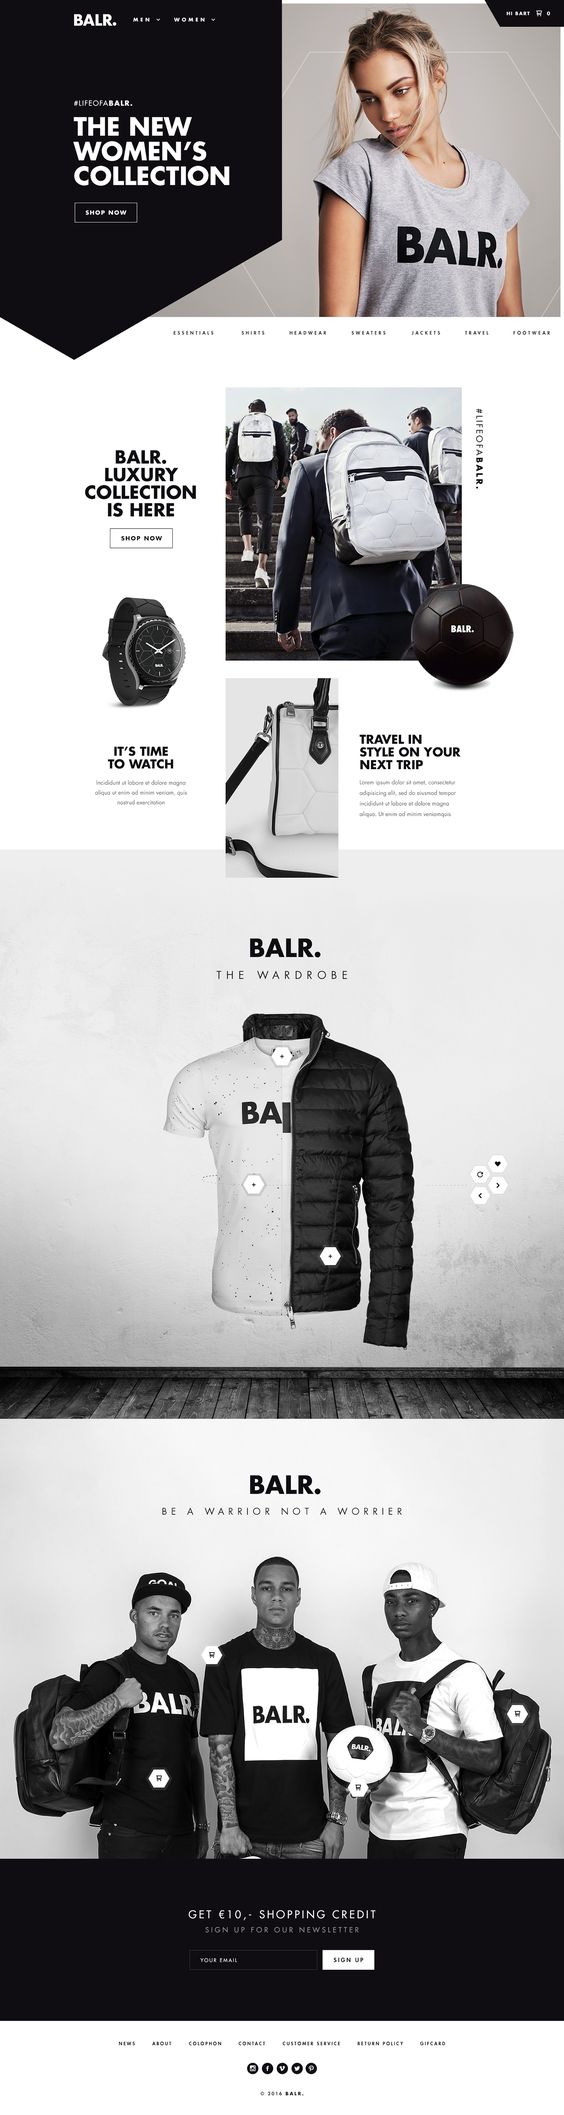 BALR.
MEN
WOMEN
HI BART
0
#LIFEOFABALR.
THE NEW
WOMEN'S
COLLECTION
SHOP NOW
BALR.
ESSENTIALS
SHIRTS
HEADWEAR
SWEATERS
JACKETS
TRAVEL
FOOTWEAR
BALR.
LUXURY
COLLECTION
IS HERE
SHOP NOW
#LIFEOFABALR.
BALR.
BALR.
IT'S TIME
TO WATCH
Incididunt ut labore et dolore magna
aliqua ut enim ad minim veniam, quis
nostrud exercitation
TRAVEL IN
STYLE ON YOUR
NEXT TRIP
Lorem ipsum dolor sit amet, consectetur
adipisicing elit, sed do eiusmod tempor
incididunt ut labore et dolore magna
aliqua. Ut enim ad minim veniamquis
BALR.
THE WARDROBE
BA
BALR.
BE A WARRIOR NOT A WORRIER
GOAL
BALR.
BALR.
BALR.
BALR.
GET €10,- SHOPPING CREDIT
SIGN UP FOR OUR NEWSLETTER
YOUR EMAIL
SIGN UP
NEWS
ABOUT
COLOPHON
CONTACT
CUSTOMER SERVICE
RETURN POLICY
GIFCARD
© 2016 BALR.